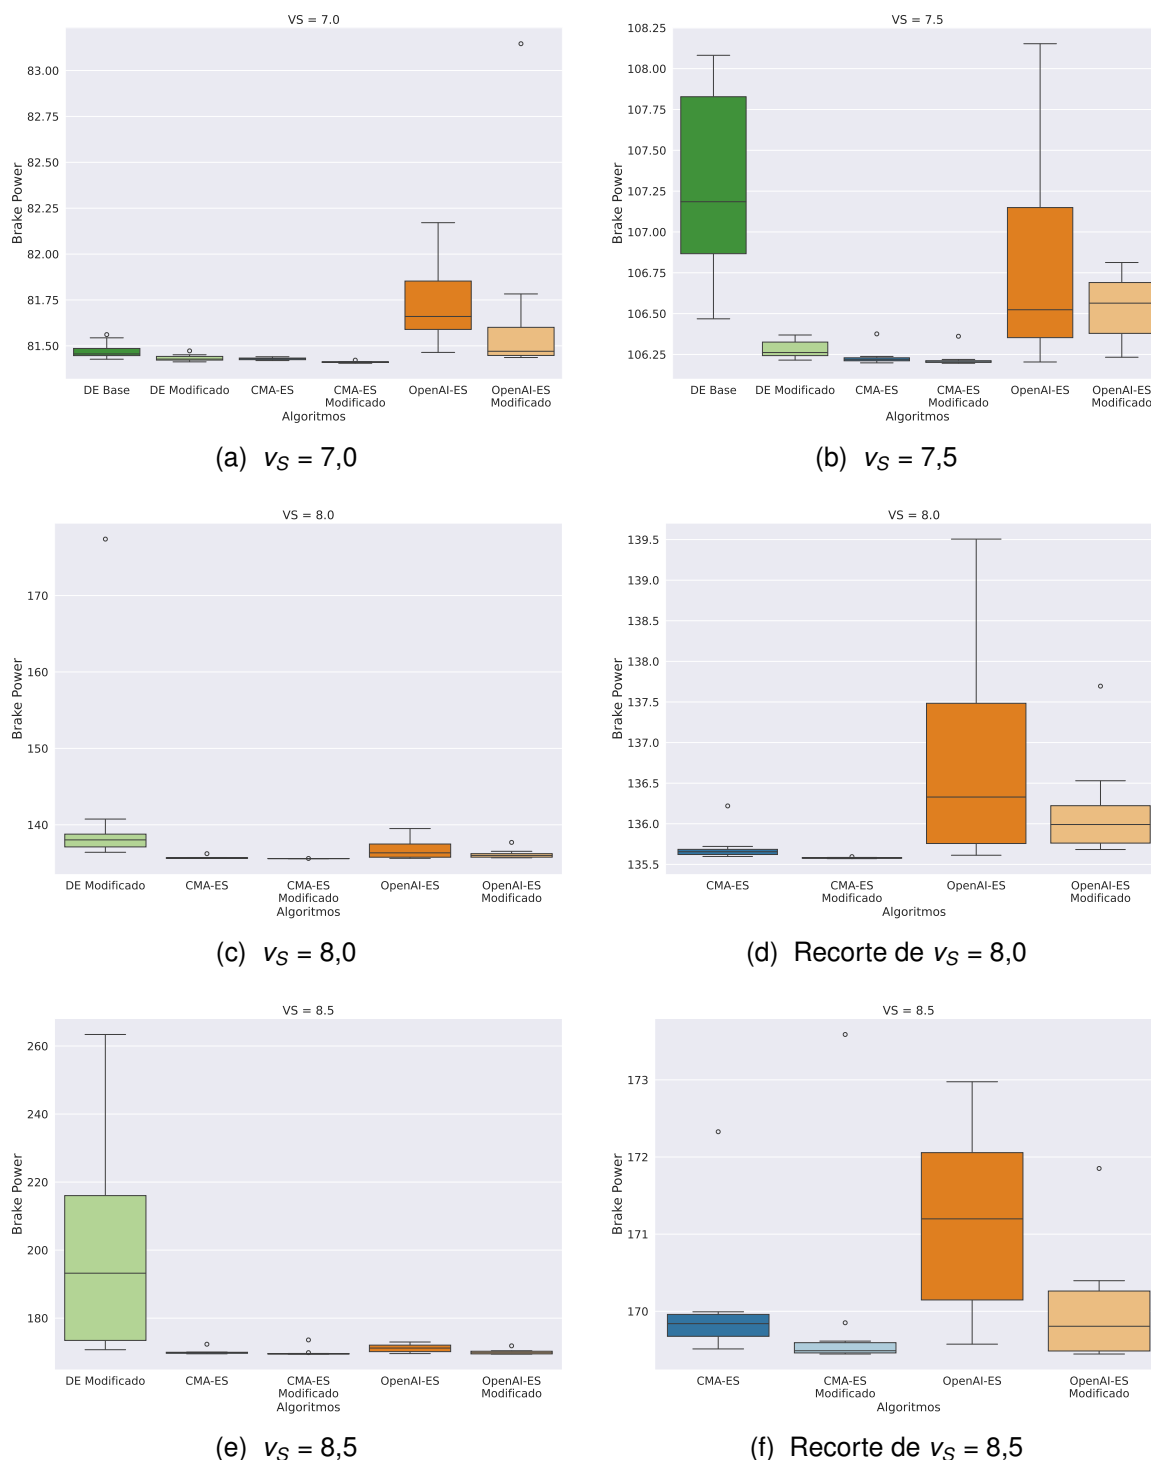 VS = 7.0
Brake Power
83.00
82.75
82.50
82.25
82.00
81.75
81.50
DE Base DE Modificado CMA-ES CMA-ES OpenAI-ES OpenAI-ES
Modificado Modificado
Algoritmos
(a) vS = 7,0
VS = 7.5
Brake Power
108.25
108.00
107.75
107.50
107.25
107.00
106.75
106.50
106.25
DE Base DE Modificado CMA-ES CMA-ES OpenAI-ES OpenAI-ES
Modificado Modificado
Algoritmos
(b) vS = 7,5
VS = 8.0
Brake Power
170
160
150
140
DE Modificado CMA-ES CMA-ES OpenAI-ES OpenAI-ES
Modificado Modificado
Algoritmos
(c) vS = 8,0
VS = 8.0
Brake Power
139.5
139.0
138.5
138.0
137.5
137.0
136.5
136.0
135.5
CMA-ES CMA-ES OpenAI-ES OpenAI-ES
Modificado Modificado
Algoritmos
(d) Recorte de vS = 8,0
VS = 8.5
Brake Power
260
240
220
200
180
DE Modificado CMA-ES CMA-ES OpenAI-ES OpenAI-ES
Modificado Modificado
Algoritmos
(e) vS = 8,5
VS = 8.5
Brake Power
173
172
171
170
CMA-ES CMA-ES OpenAI-ES OpenAI-ES
Modificado Modificado
Algoritmos
(f) Recorte de vS = 8,5